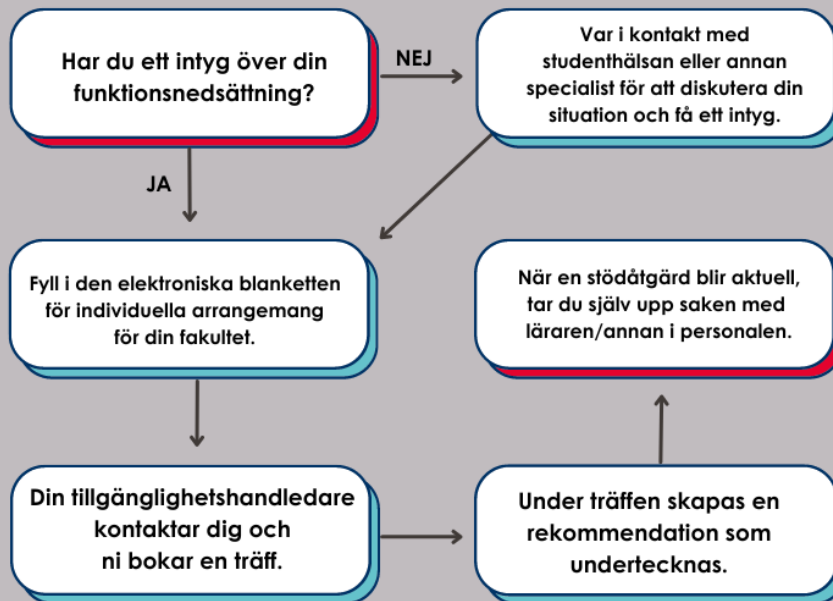 Har du ett intyg över din
funktionsnedsättning?
NEJ
Var i kontakt med
studenthälsan eller annan
specialist för att diskutera din
situation och få ett intyg.
JA
Fyll i den elektroniska blanketten
för individuella arrangemang
för din fakultet.
När en stödåtgärd blir aktuell,
tar du själv upp saken med
läraren/annan i personalen.
Din tillgänglighetshandledare
kontaktar dig och
ni bokar en träff.
Under träffen skapas en
rekommendation som
undertecknas.